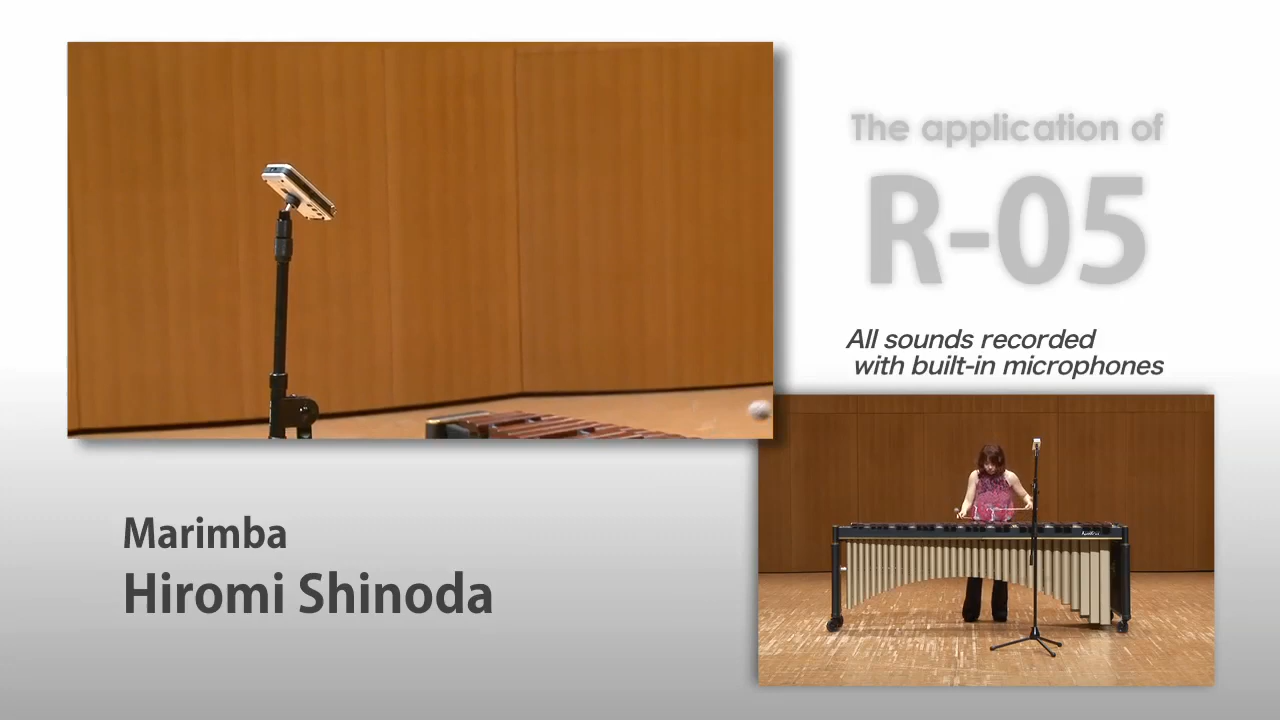 The application of
R-05
All sounds recorded
with built-in microphones
Marimba
Hiromi Shinoda